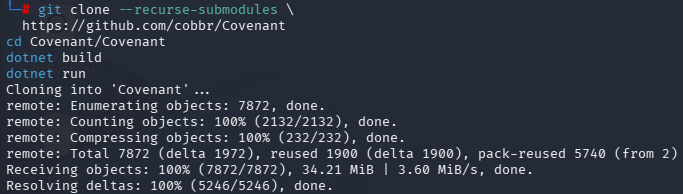 └─# git clone --recurse-submodules \
https://github.com/cobbr/Covenant
cd Covenant/Covenant
dotnet build
dotnet run
Cloning into 'Covenant'...
remote: Enumerating objects: 7872, done.
remote: Counting objects: 100% (2132/2132), done.
remote: Compressing objects: 100% (232/232), done.
remote: Total 7872 (delta 1972), reused 1900 (delta 1900), pack-reused 5740 (from 2)
Receiving objects: 100% (7872/7872), 34.21 MiB | 3.60 MiB/s, done.
Resolving deltas: 100% (5246/5246), done.